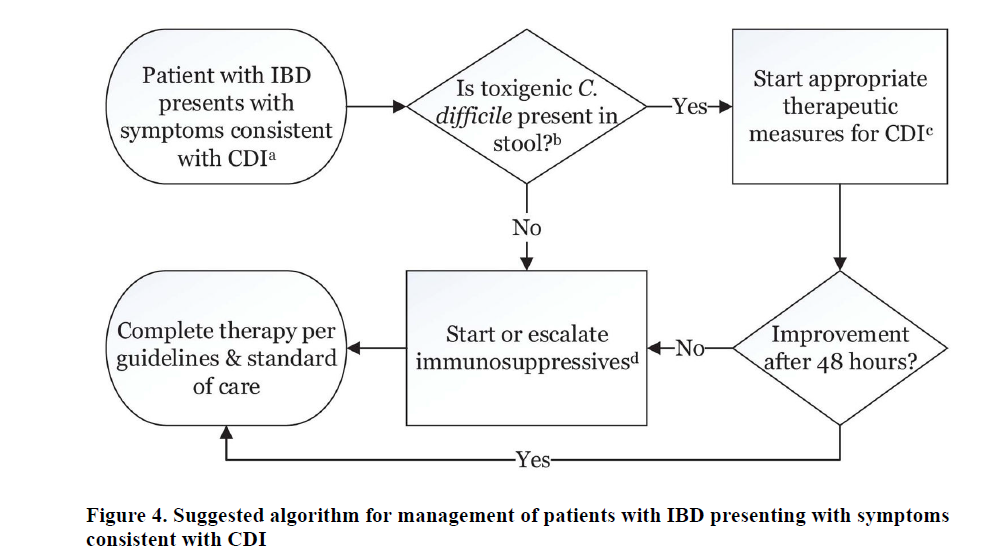 Patient with IBD
presents with
symptoms consistent
with CDIᵃ
Is toxigenic C.
difficile present in
stool?ᵇ
Yes
Start appropriate
therapeutic
measures for CDIᶜ
No
Complete therapy per
guidelines & standard
of care
Start or escalate
immunosuppressivesᵈ
No
Improvement
after 48 hours?
Yes
Figure 4. Suggested algorithm for management of patients with IBD presenting with symptoms
consistent with CDI